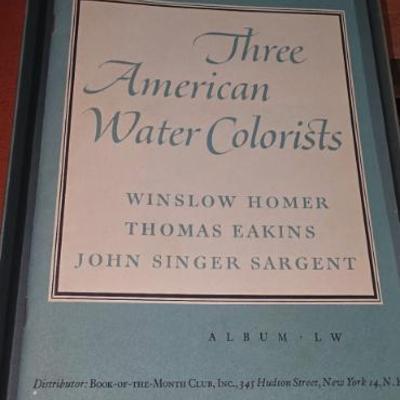 Three
American
Water Colorists
WINSLOW HOMER
THOMAS EAKINS
JOHN SINGER SARGENT
ALBUM · LW
Distributor: BOOK-OF-THE-MONTH CLUB, INC., 345 Hudson Street, New York 14, N.